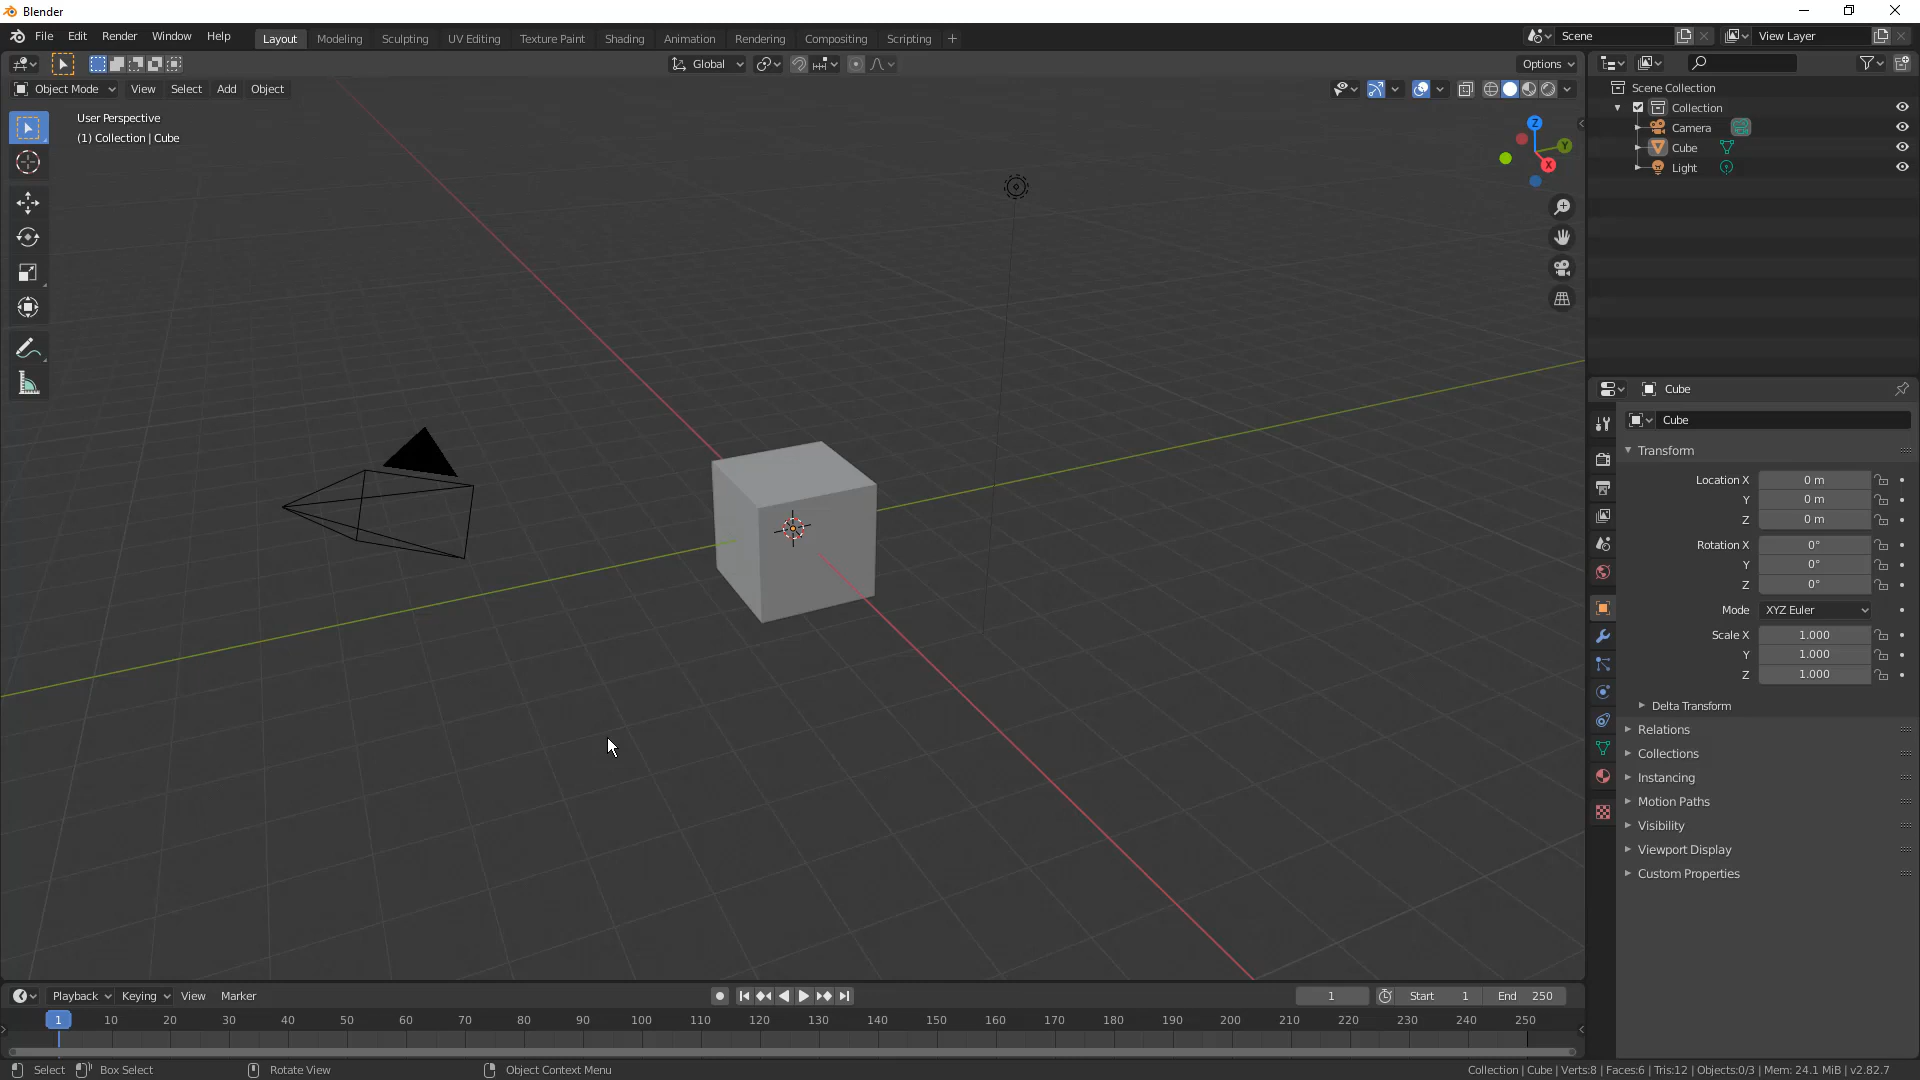 Blender
File Edit Render Window Help
Layout Modeling Sculpting UV Editing Texture Paint Shading Animation Rendering Compositing Scripting +
Scene
View Layer
Global
Options
Object Mode View Select Add Object
User Perspective
(1) Collection | Cube
Z
Y
X
Scene Collection
Collection
Camera
Cube
Light
Cube
Cube
Transform
Location X 0 m
Y 0 m
Z 0 m
Rotation X 0°
Y 0°
Z 0°
Mode XYZ Euler
Scale X 1.000
Y 1.000
Z 1.000
Delta Transform
Relations
Collections
Instancing
Motion Paths
Visibility
Viewport Display
Custom Properties
Playback Keying View Marker
1 Start 1 End 250
1 10 20 30 40 50 60 70 80 90 100 110 120 130 140 150 160 170 180 190 200 210 220 230 240 250
Select Box Select Rotate View Object Context Menu
Collection | Cube | Verts:8 | Faces:6 | Tris:12 | Objects:0/3 | Mem: 24.1 MiB | v2.82.7